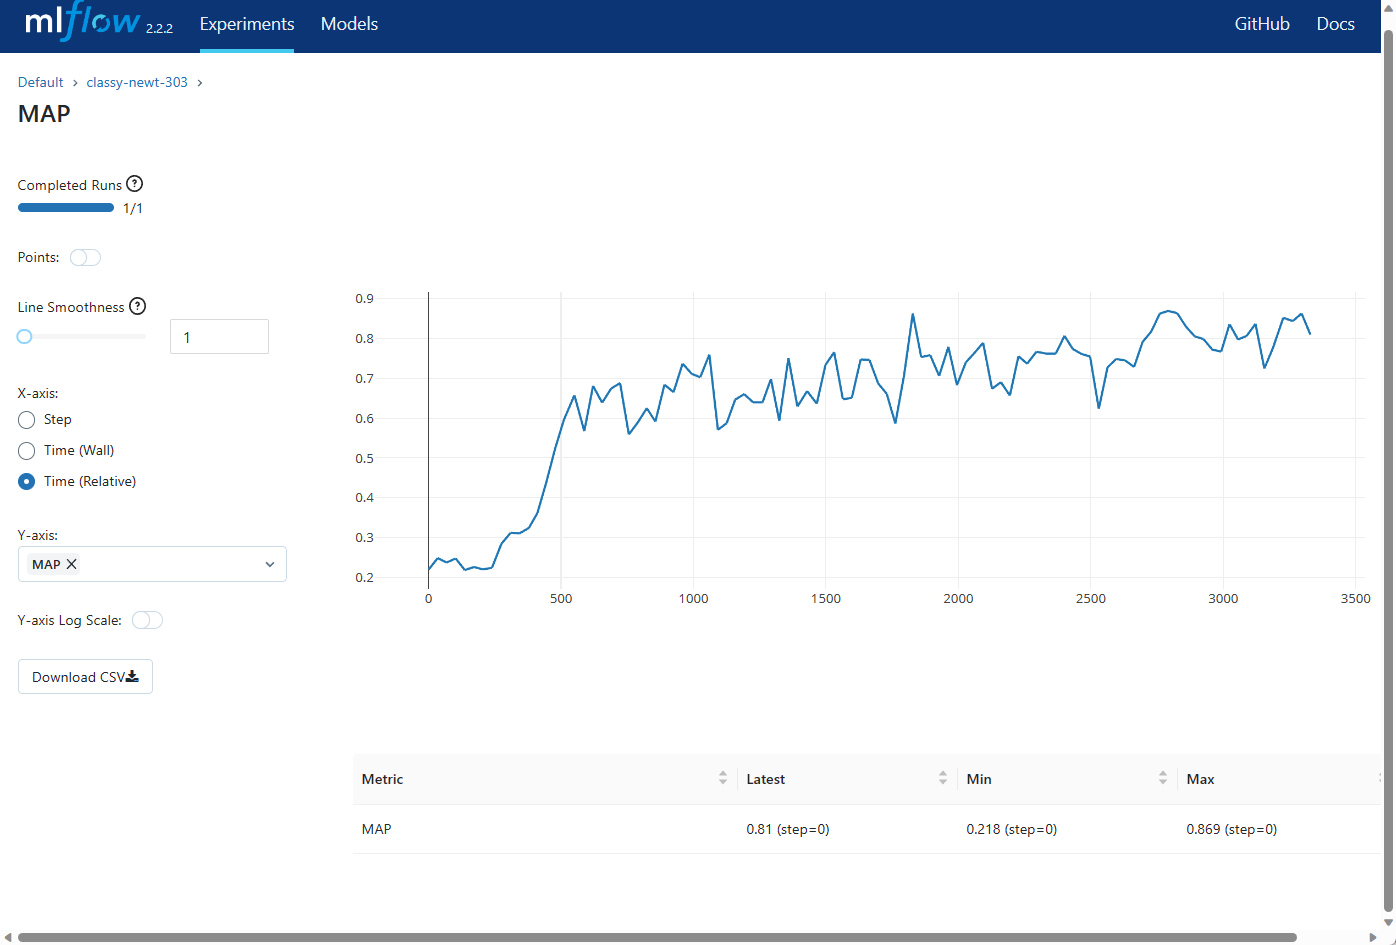 mlflow 2.2.2 Experiments Models GitHub Docs
Default > classy-newt-303 >
MAP
Completed Runs ?
1/1
Points:
Line Smoothness ?
1
X-axis:
Step
Time (Wall)
Time (Relative)
Y-axis:
MAP
Y-axis Log Scale:
Download CSV
0.9
0.8
0.7
0.6
0.5
0.4
0.3
0.2
0 500 1000 1500 2000 2500 3000 3500
Metric Latest Min Max
MAP 0.81 (step=0) 0.218 (step=0) 0.869 (step=0)